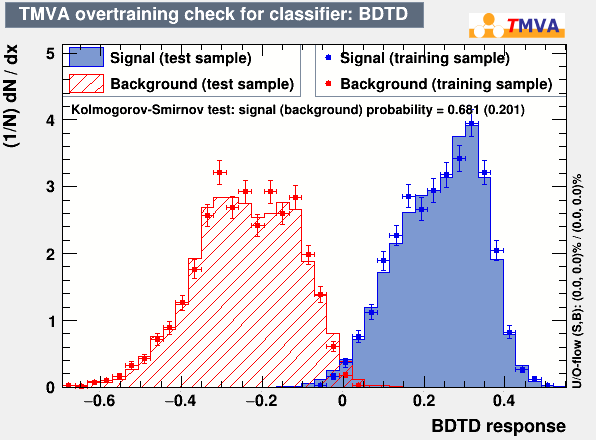 TMVA overtraining check for classifier: BDTD
TMVA
Signal (test sample)
Signal (training sample)
Background (test sample)
Background (training sample)
Kolmogorov-Smirnov test: signal (background) probability = 0.681 (0.201)
(1/N) dN / dx
5
4
3
2
1
0
−0.6 −0.4 −0.2 0 0.2 0.4
BDTD response
U/O-flow (S,B): (0.0, 0.0)% / (0.0, 0.0)%